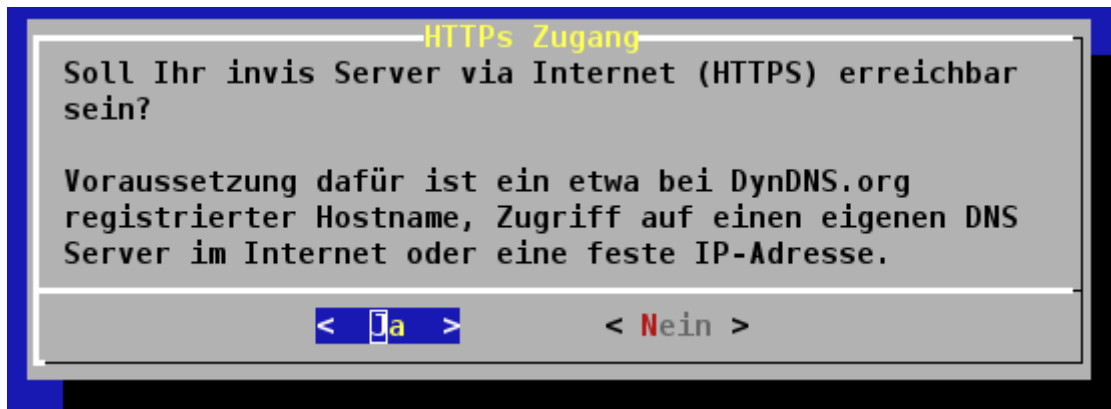 HTTPs Zugang
Soll Ihr invis Server via Internet (HTTPS) erreichbar
sein?
Voraussetzung dafür ist ein etwa bei DynDNS.org
registrierter Hostname, Zugriff auf einen eigenen DNS
Server im Internet oder eine feste IP-Adresse.
< Ja > < Nein >